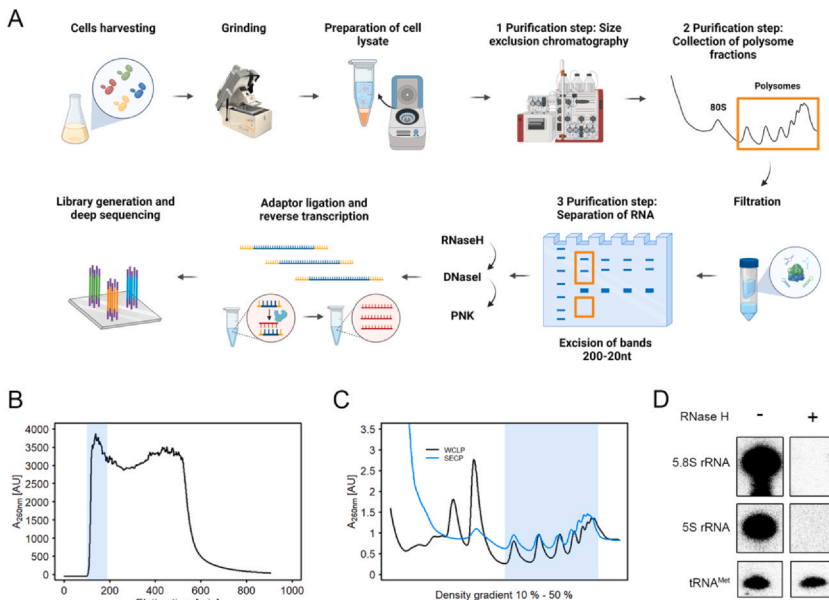 A
Cells harvesting
Grinding
Preparation of cell
lysate
1 Purification step: Size
exclusion chromatography
2 Purification step:
Collection of polysome
fractions
80S
Polysomes
Library generation and
deep sequencing
Adaptor ligation and
reverse transcription
RNaseH
DNaseI
PNK
3 Purification step:
Separation of RNA
Excision of bands
200-20nt
Filtration
B
A260nm [AU]
4000
3500
3000
2500
2000
1500
1000
500
0
0
200
400
600
800
1000
C
A260nm [AU]
3.5
3
2.5
2
1.5
1
0.5
0
WCLP
SECP
Density gradient 10 % - 50 %
D
RNase H
-
+
5.8S rRNA
5S rRNA
tRNAMet